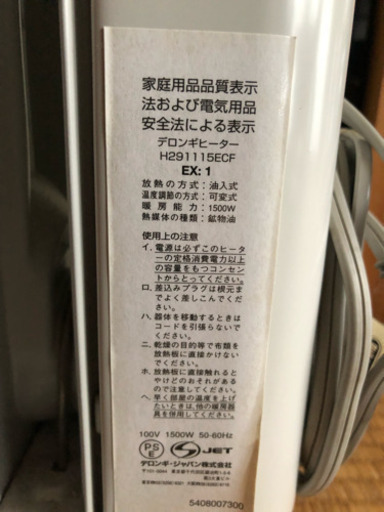 家庭用品品質表示
法および電気用品
安全法による表示
デロンギヒーター
H291115ECF
EX: 1
放熱の方式:油入式
温度調節の方式:可変式
暖房能力:1500W
熱媒体の種類:鉱物油
使用上の注意
イ.電源は必ずこのヒータ
ーの定格消費電力以上
の容量をもつコンセン
トからとってください。
ロ.差込みプラグは根元ま
でよく差しこんでくだ
さい。
ハ.器体を移動するときは
コードを引張らないで
ください。
ニ.乾燥の目的等で布類を
放熱板に直接かけない
でください。
ホ.放熱板に直接触れると
やけどのおそれがある
ので注意してください。
ヘ.早く部屋の温度を上げ
たいときは、他の暖房器
具を併用してください。
100V 1500W 50-60Hz
PS
E
JET
デロンギ・ジャパン株式会社
5408007300